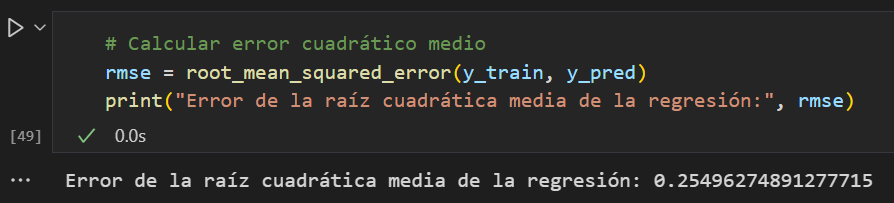 # Calcular error cuadrático medio
rmse = root_mean_squared_error(y_train, y_pred)
print("Error de la raíz cuadrática media de la regresión:", rmse)
[49]
0.0s
Error de la raíz cuadrática media de la regresión: 0.25496274891277715